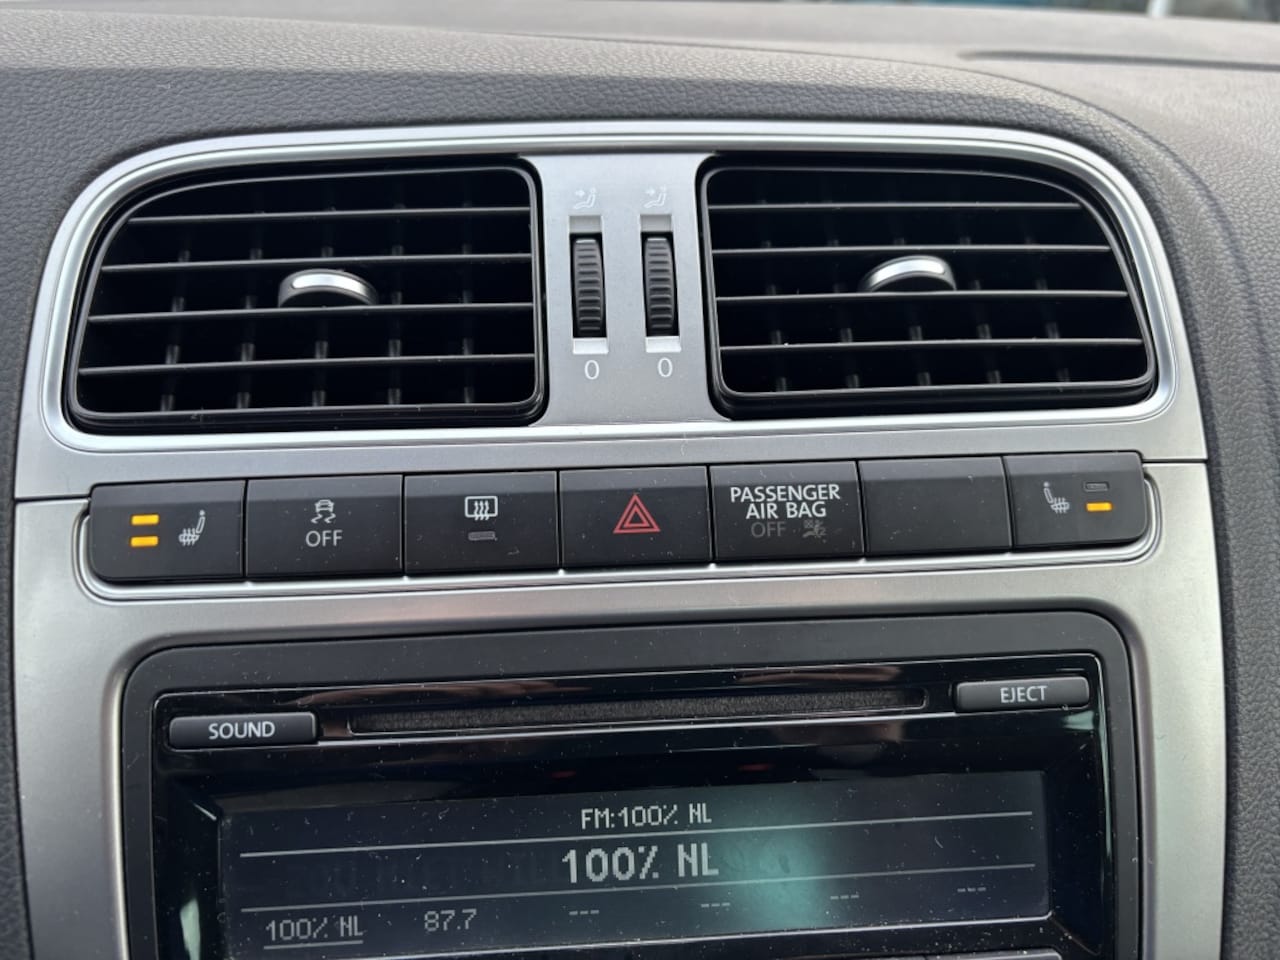 0 0
OFF
PASSENGER
AIR BAG
OFF
SOUND
EJECT
FM:100% NL
100% NL
100% NL 87.7 --- --- --- ---